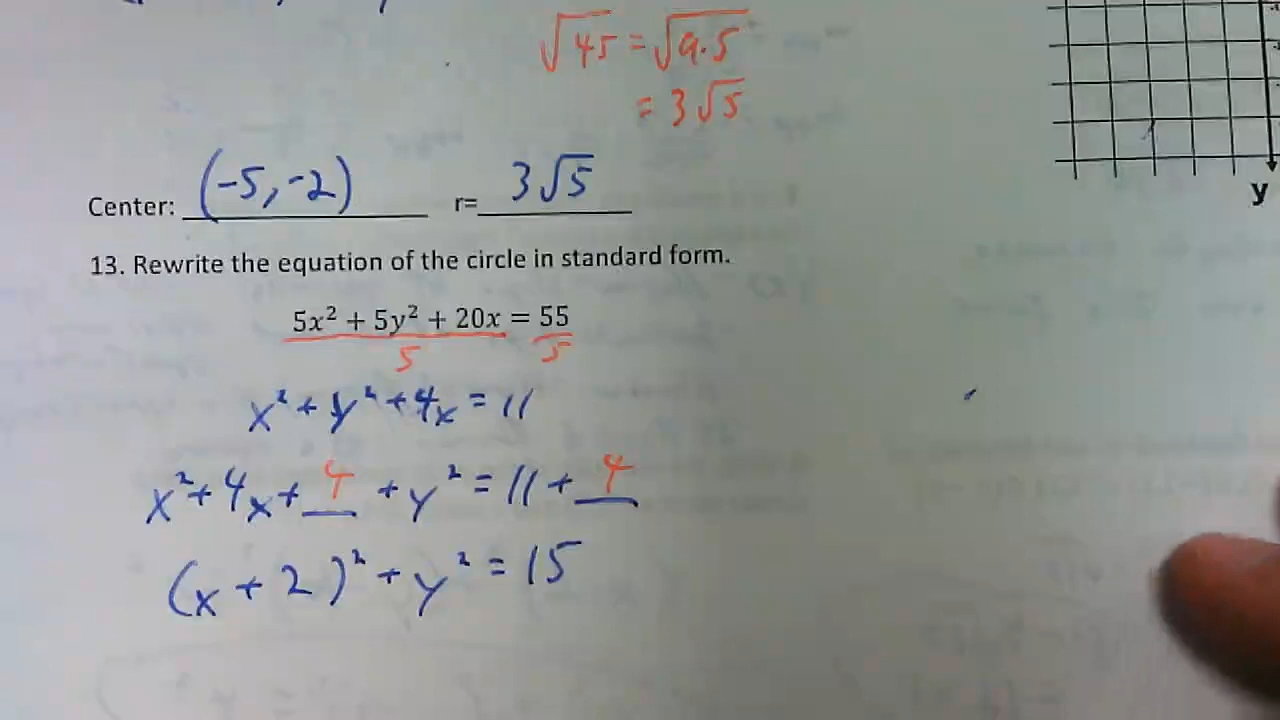 √45 = √9·5
= 3√5
Center: (-5, -2) r= 3√5
y
13. Rewrite the equation of the circle in standard form.
5x² + 5y² + 20x = 55
5 5
x² + y² + 4x = 11
x² + 4x + 4 + y² = 11 + 4
(x + 2)² + y² = 15